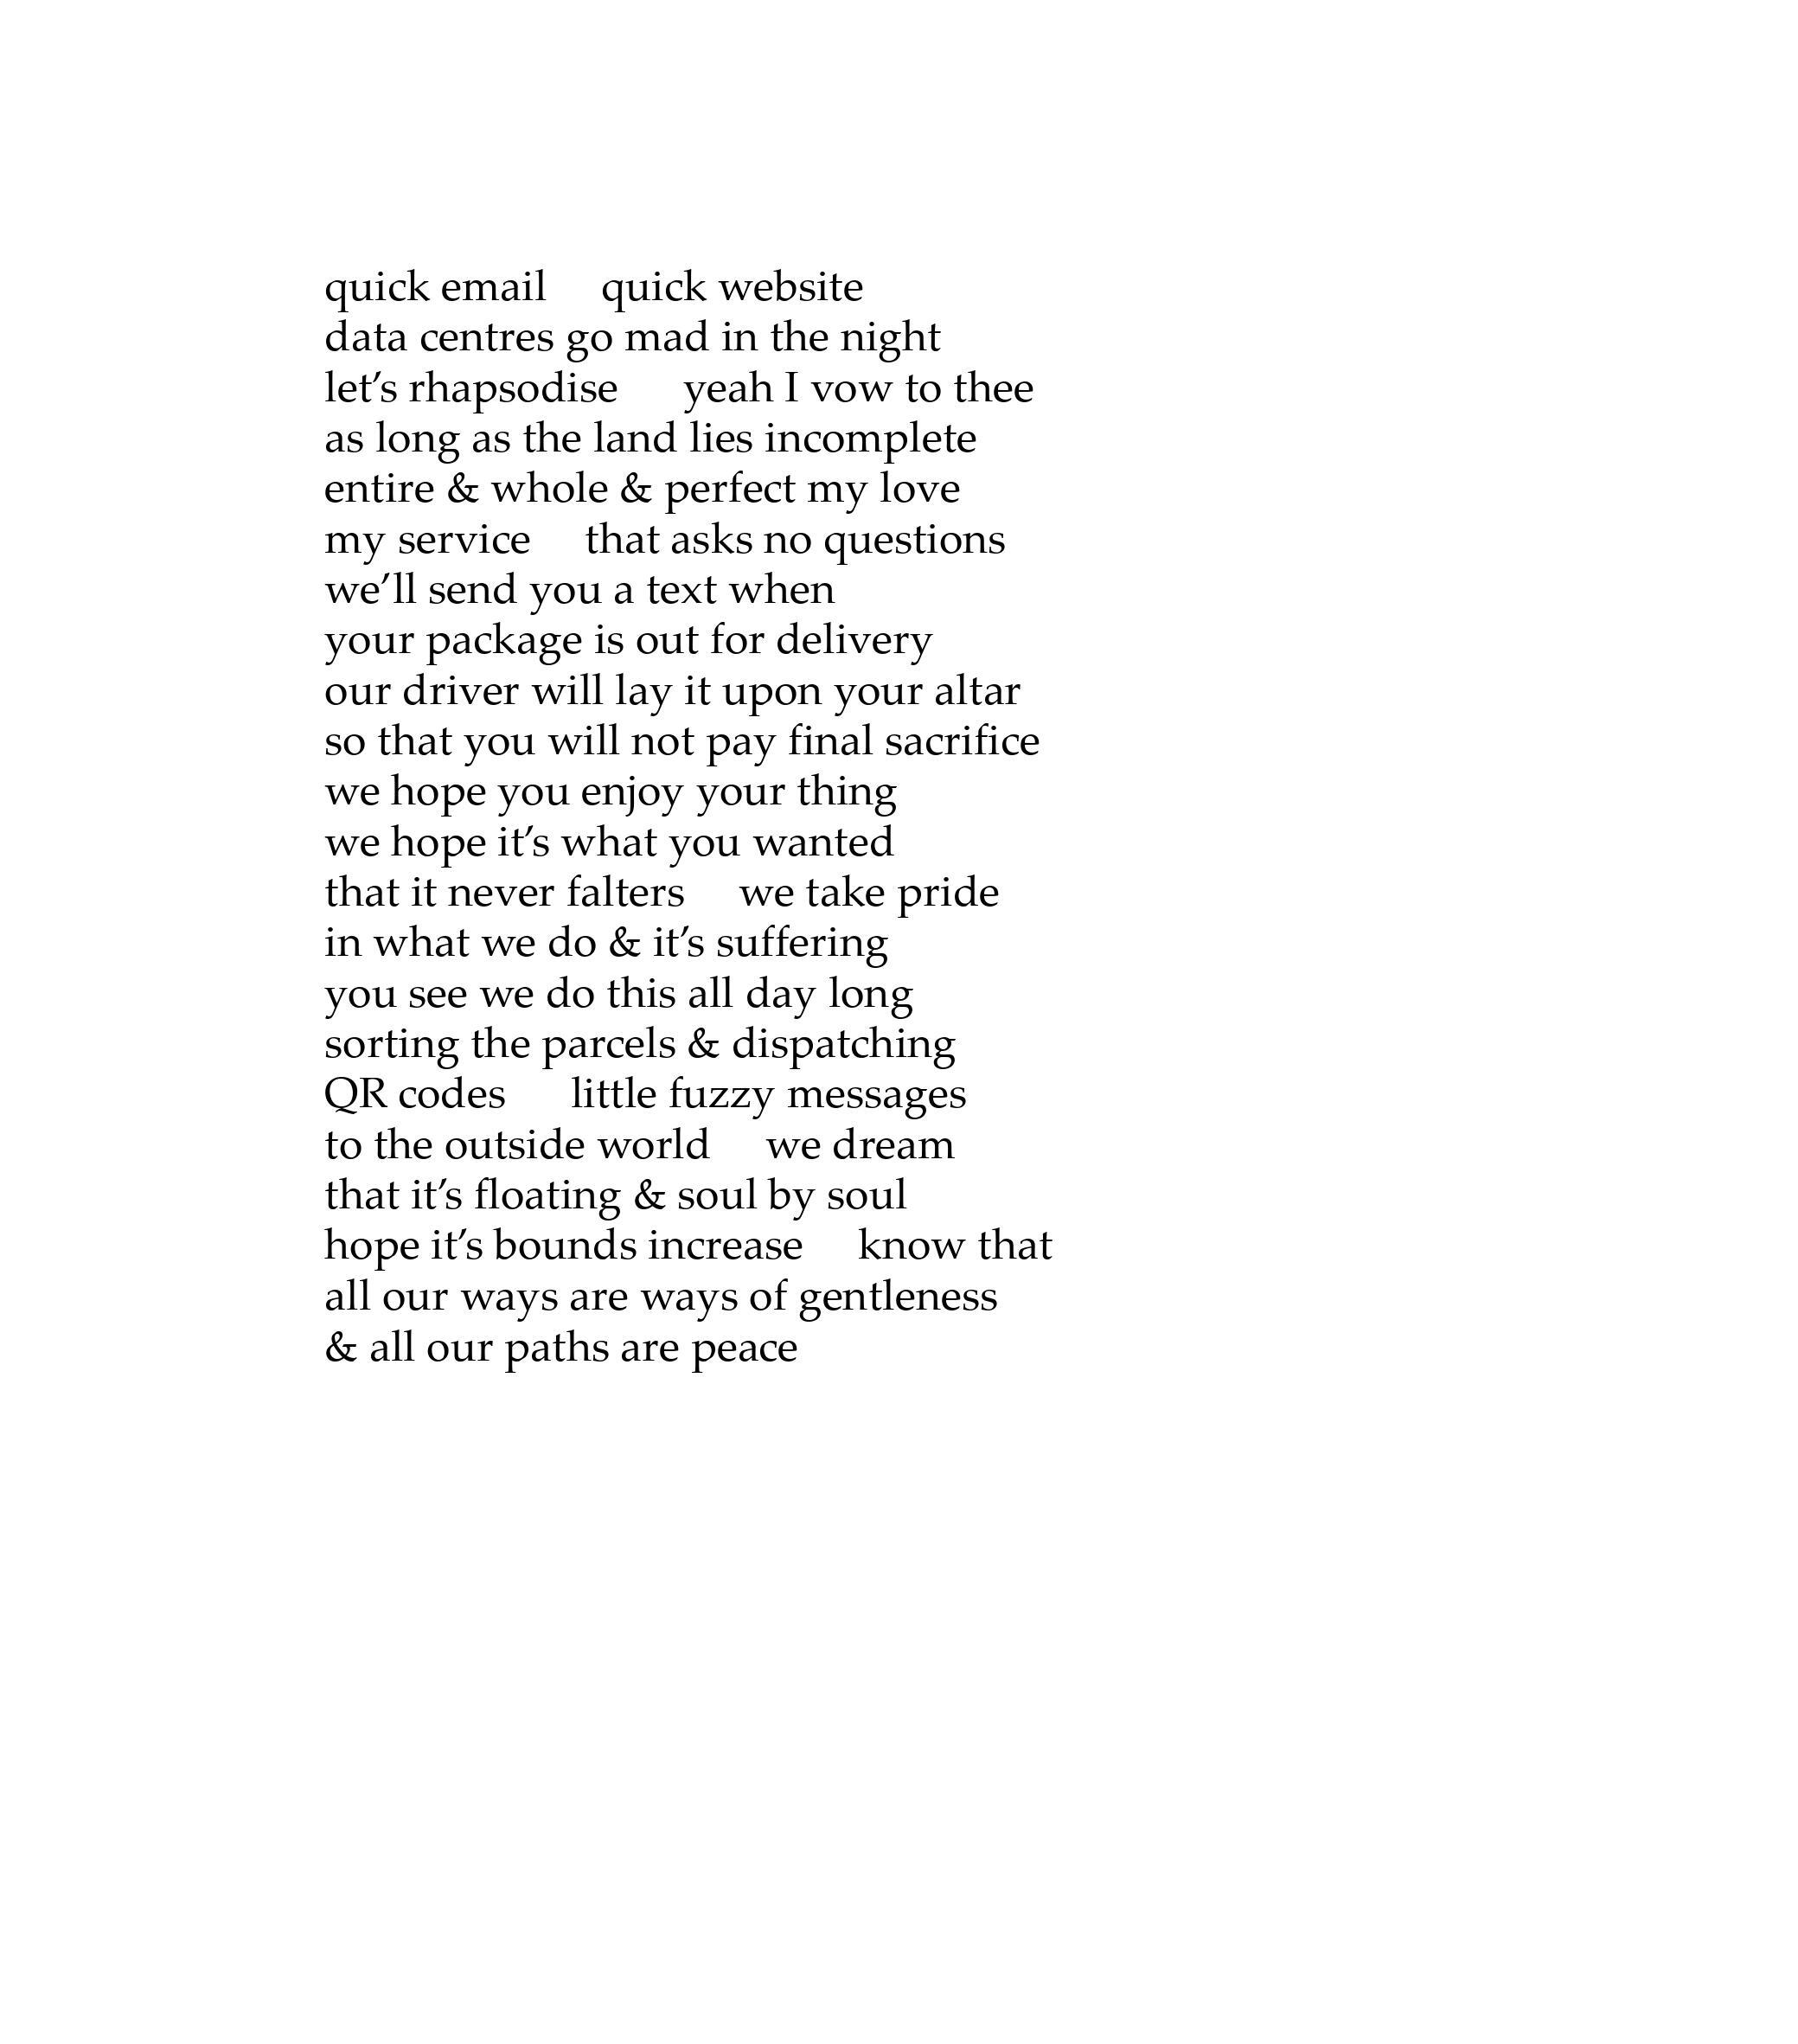 quick email     quick website
data centres go mad in the night
let’s rhapsodise      yeah I vow to thee
as long as the land lies incomplete
entire & whole & perfect my love
my service     that asks no questions
we’ll send you a text when
your package is out for delivery
our driver will lay it upon your altar
so that you will not pay final sacrifice
we hope you enjoy your thing
we hope it’s what you wanted
that it never falters     we take pride
in what we do & it’s suffering
you see we do this all day long
sorting the parcels & dispatching
QR codes      little fuzzy messages
to the outside world     we dream
that it’s floating & soul by soul
hope it’s bounds increase     know that
all our ways are ways of gentleness
& all our paths are peace